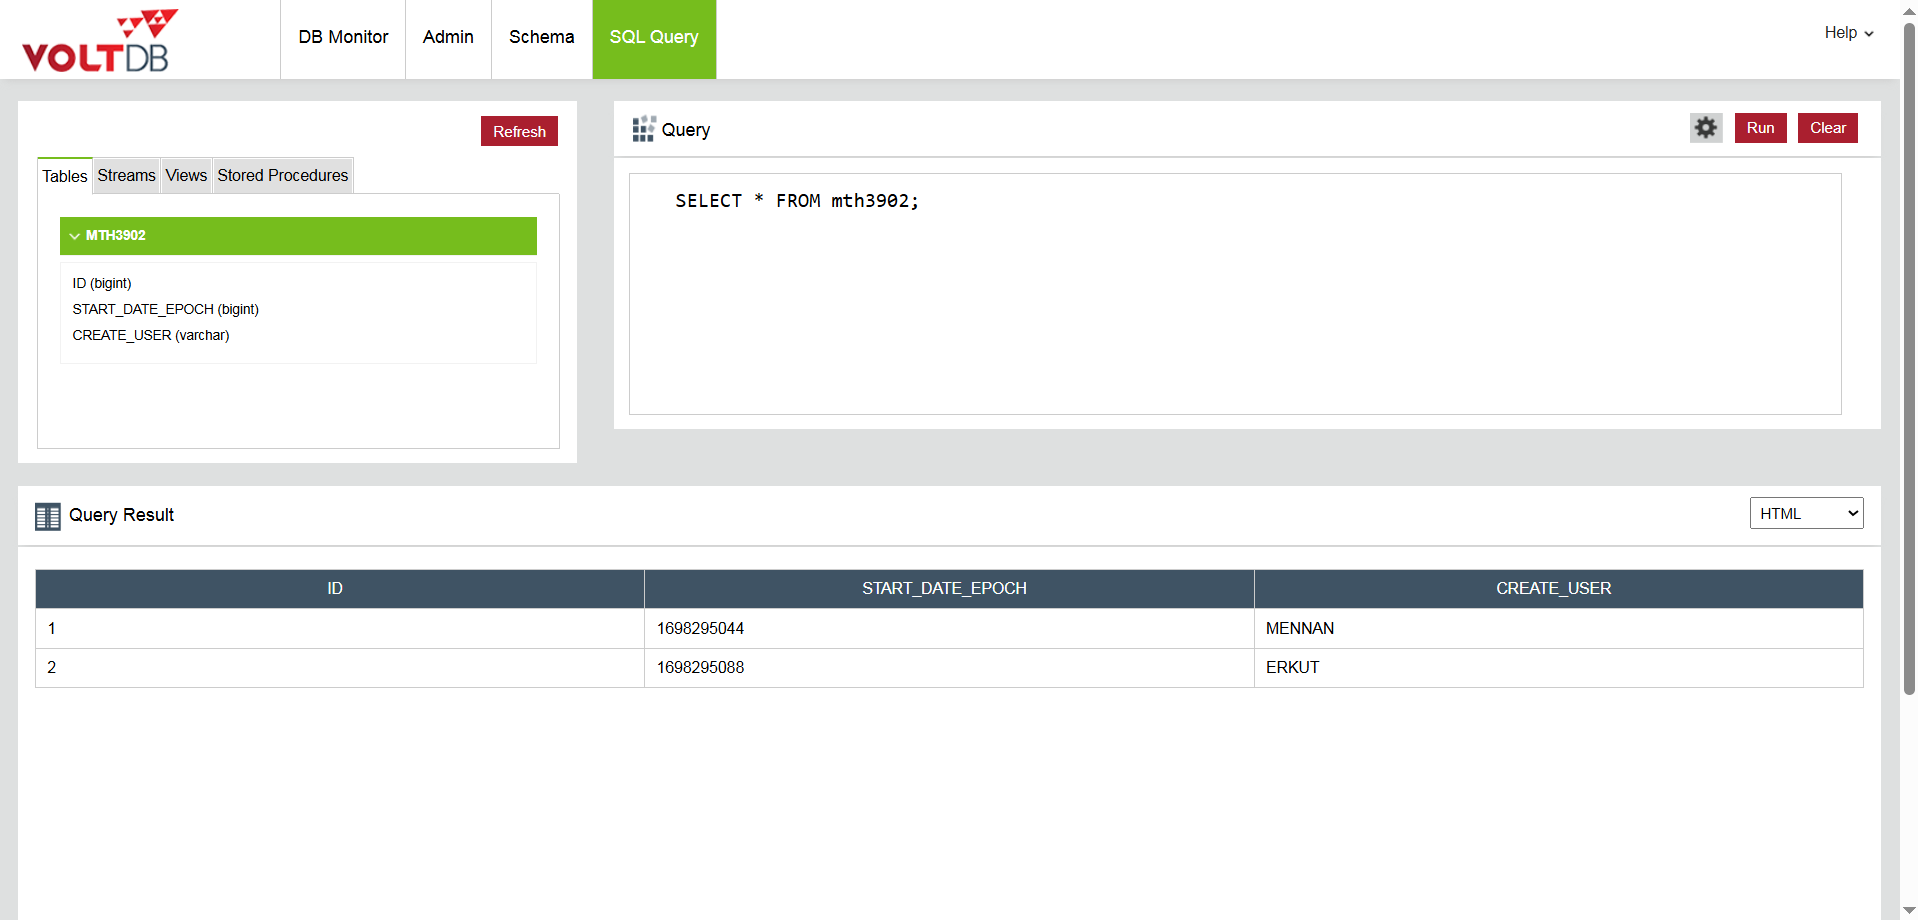 VOLTDB
DB Monitor
Admin
Schema
SQL Query
Help
Refresh
Tables
Streams
Views
Stored Procedures
MTH3902
ID (bigint)
START_DATE_EPOCH (bigint)
CREATE_USER (varchar)
Query
Run
Clear
SELECT * FROM mth3902;
Query Result
HTML
ID START_DATE_EPOCH CREATE_USER
1 1698295044 MENNAN
2 1698295088 ERKUT